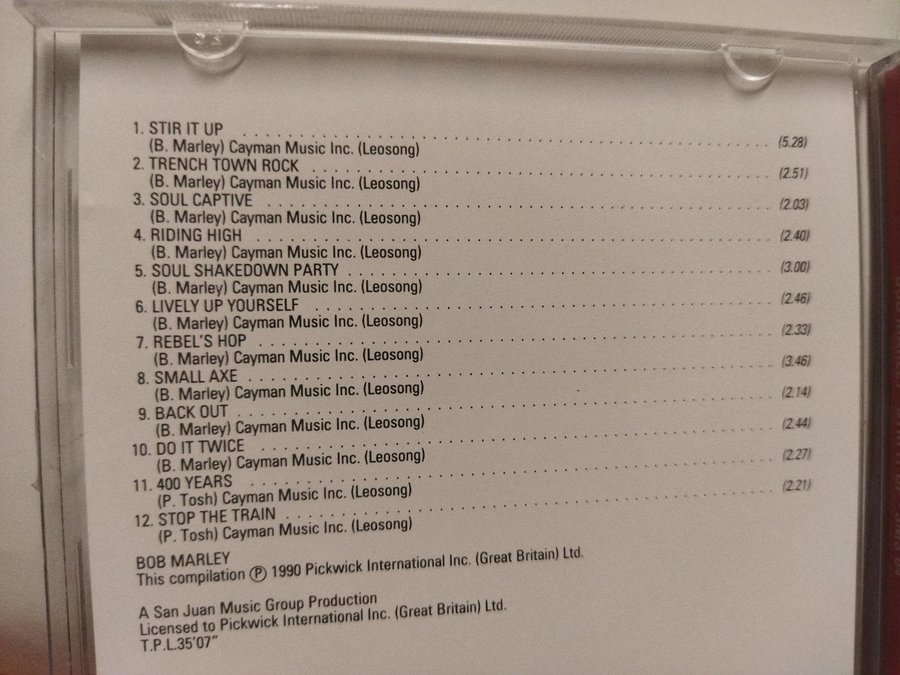 1. STIR IT UP . . . . . . . . . . . . . . . . . . . . . . . . . . . . . . (5.28)
(B. Marley) Cayman Music Inc. (Leosong)
2. TRENCH TOWN ROCK . . . . . . . . . . . . . . . . . . . . . . . . . . . (2.51)
(B. Marley) Cayman Music Inc. (Leosong)
3. SOUL CAPTIVE . . . . . . . . . . . . . . . . . . . . . . . . . . . . . (2.03)
(B. Marley) Cayman Music Inc. (Leosong)
4. RIDING HIGH . . . . . . . . . . . . . . . . . . . . . . . . . . . . . . (2.40)
(B. Marley) Cayman Music Inc. (Leosong)
5. SOUL SHAKEDOWN PARTY . . . . . . . . . . . . . . . . . . . . . . . . . (3.00)
(B. Marley) Cayman Music Inc. (Leosong)
6. LIVELY UP YOURSELF . . . . . . . . . . . . . . . . . . . . . . . . . . (2.46)
(B. Marley) Cayman Music Inc. (Leosong)
7. REBEL'S HOP . . . . . . . . . . . . . . . . . . . . . . . . . . . . . . (2.33)
(B. Marley) Cayman Music Inc. (Leosong)
8. SMALL AXE . . . . . . . . . . . . . . . . . . . . . . . . . . . . . . . (3.46)
(B. Marley) Cayman Music Inc. (Leosong)
9. BACK OUT . . . . . . . . . . . . . . . . . . . . . . . . . . . . . . . (2.14)
(B. Marley) Cayman Music Inc. (Leosong)
10. DO IT TWICE . . . . . . . . . . . . . . . . . . . . . . . . . . . . . (2.44)
(B. Marley) Cayman Music Inc. (Leosong)
11. 400 YEARS . . . . . . . . . . . . . . . . . . . . . . . . . . . . . . (2.27)
(P. Tosh) Cayman Music Inc. (Leosong)
12. STOP THE TRAIN . . . . . . . . . . . . . . . . . . . . . . . . . . . . (2.21)
(P. Tosh) Cayman Music Inc. (Leosong)
BOB MARLEY
This compilation Ⓟ 1990 Pickwick International Inc. (Great Britain) Ltd.
A San Juan Music Group Production
Licensed to Pickwick International Inc. (Great Britain) Ltd.
T.P.L.35'07"